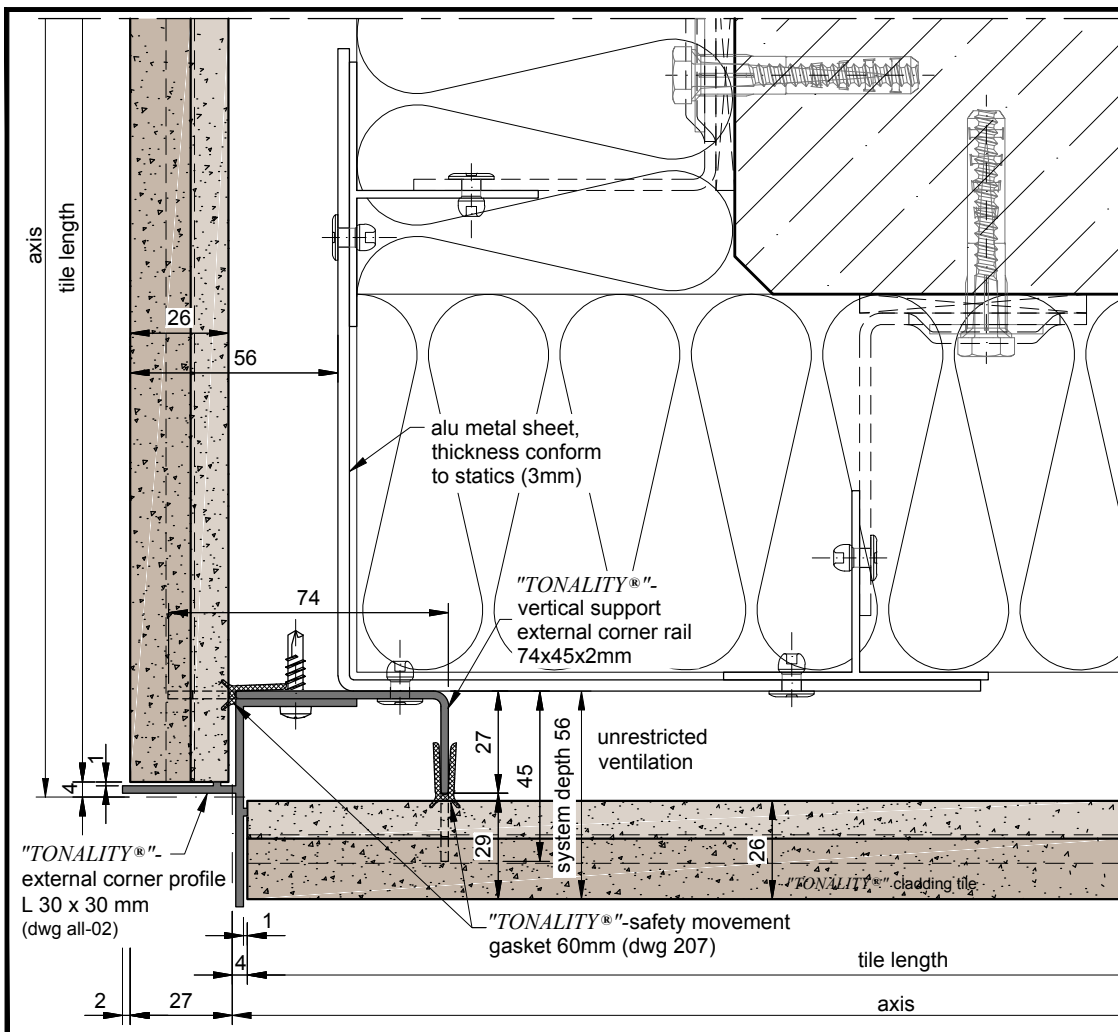 axis
tile length
26
56
alu metal sheet,
thickness conform
to statics (3mm)
74
"TONALITY®"-
vertical support
external corner rail
74x45x2mm
1
4
27
45
system depth 56
unrestricted
ventilation
29
26
"TONALITY®" cladding tile
"TONALITY®"-
external corner profile
L 30 x 30 mm
(dwg all-02)
"TONALITY®"-safety movement
gasket 60mm (dwg 207)
1
4
tile length
2
27
axis